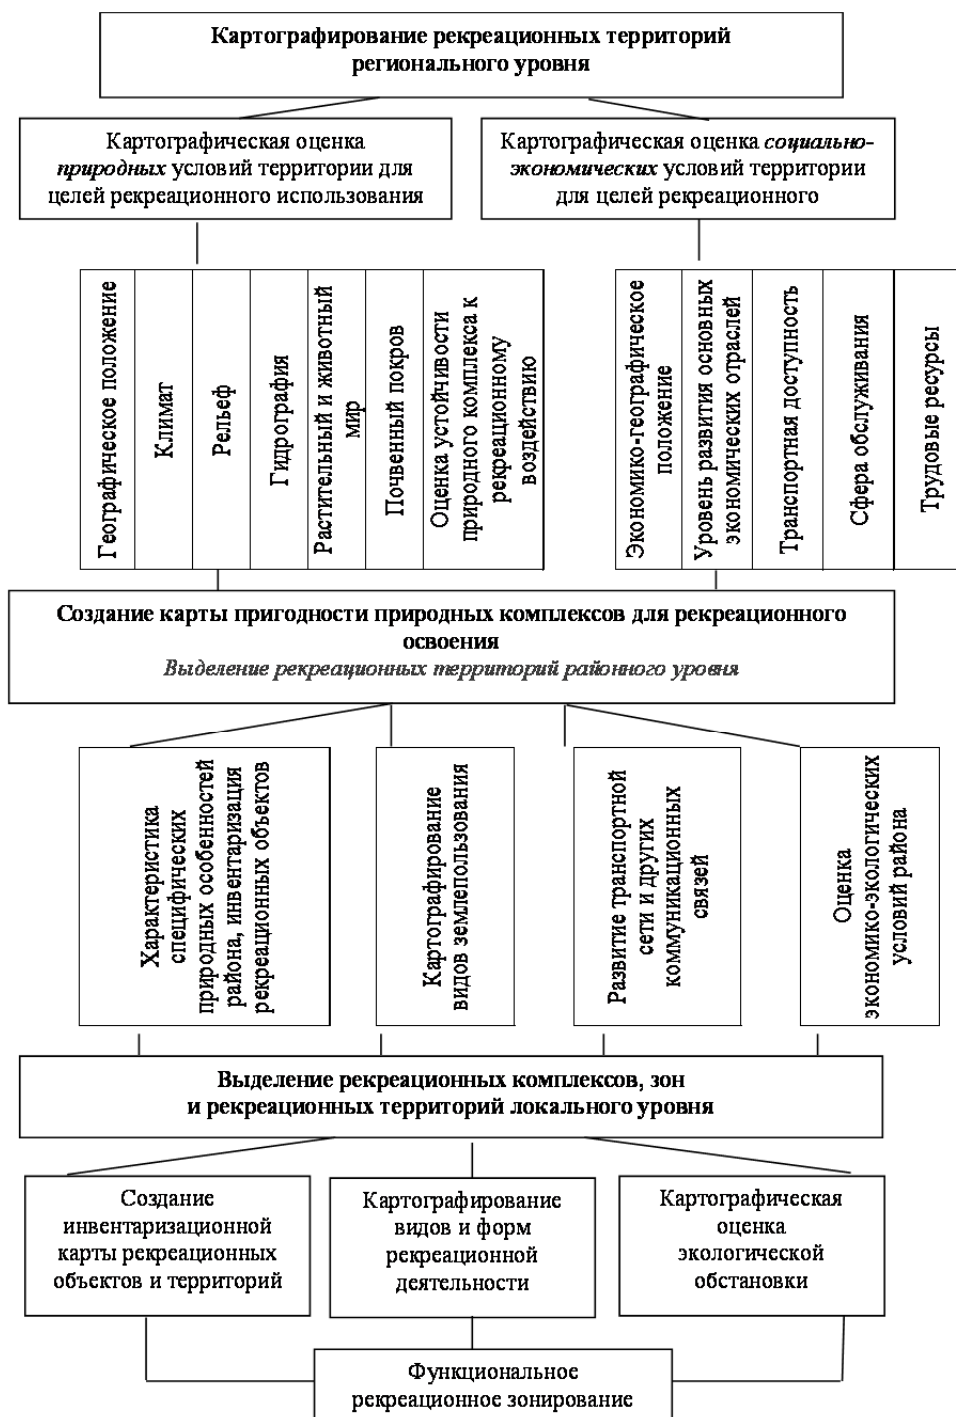 Картографирование рекреационных территорий
регионального уровня
Картографическая оценка
природных условий территории для
целей рекреационного использования
Картографическая оценка социально-
экономических условий территории
для целей рекреационного
Географическое положение
Климат
Рельеф
Гидрография
Растительный и животный
мир
Почвенный покров
Оценка устойчивости
природного комплекса к
рекреационному
воздействию
Экономико-географическое
положение
Уровень развития основных
экономических отраслей
Транспортная доступность
Сфера обслуживания
Трудовые ресурсы
Создание карты пригодности природных комплексов для рекреационного
освоения
Выделение рекреационных территорий районного уровня
Характеристика
специфических
природных особенностей
района, инвентаризация
рекреационных объектов
Картографирование
видов землепользования
Развитие транспортной
сети и других
коммуникационных
связей
Оценка
экономико-экологических
условий района
Выделение рекреационных комплексов, зон
и рекреационных территорий локального уровня
Создание
инвентаризационной
карты рекреационных
объектов и территорий
Картографирование
видов и форм
рекреационной
деятельности
Картографическая
оценка
экологической
обстановки
Функциональное
рекреационное зонирование